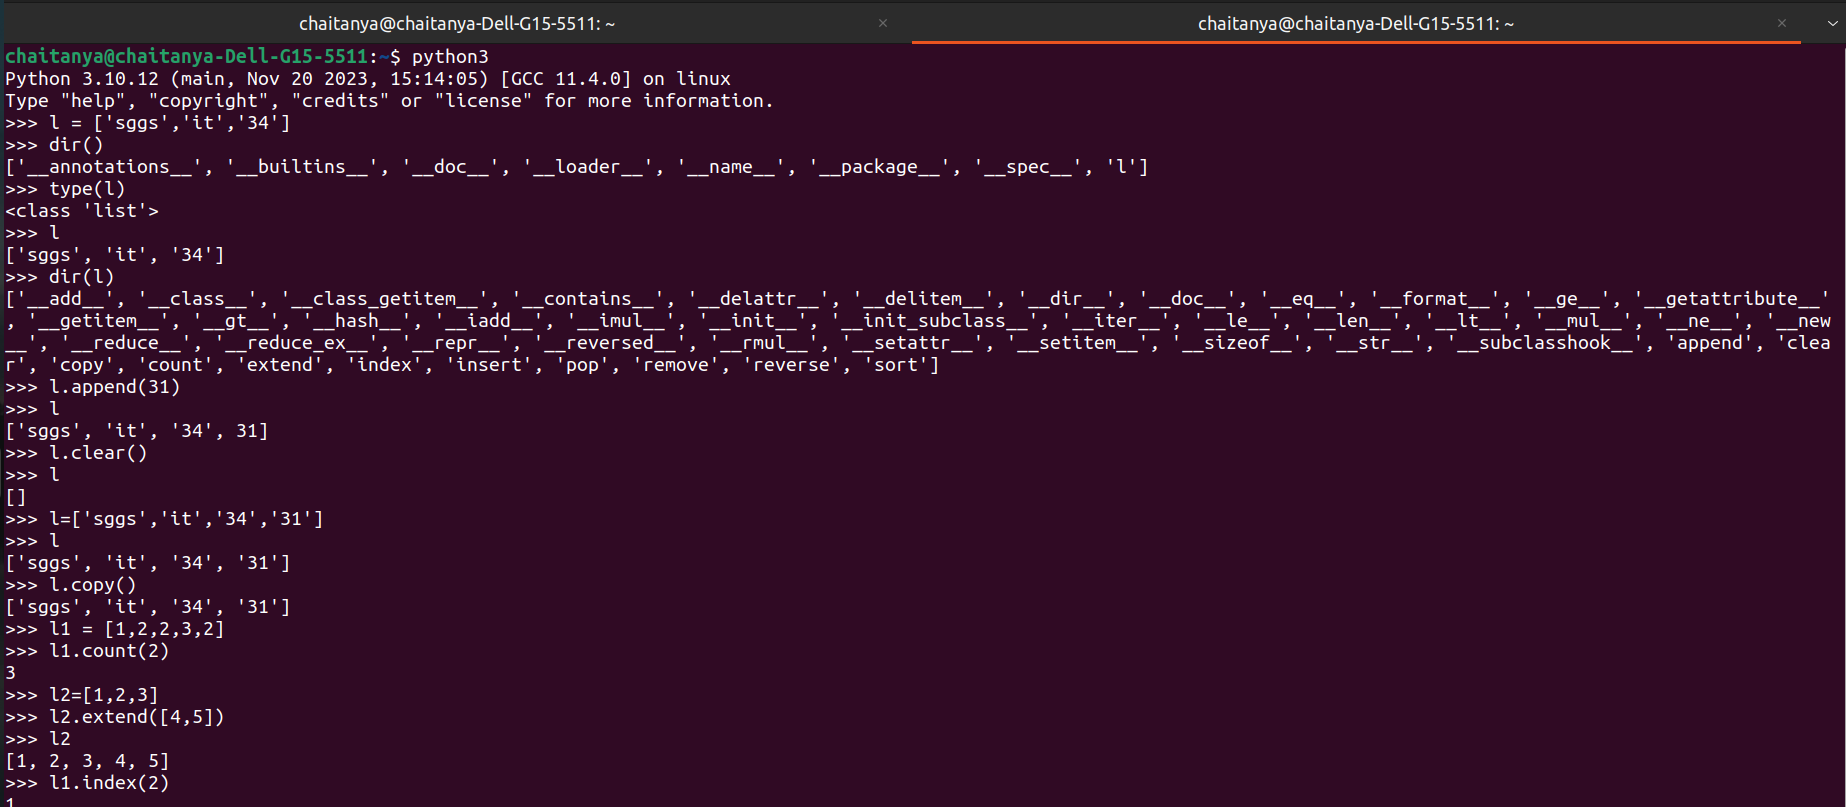 chaitanya@chaitanya-Dell-G15-5511: ~ × chaitanya@chaitanya-Dell-G15-5511: ~ ×
chaitanya@chaitanya-Dell-G15-5511:~$ python3
Python 3.10.12 (main, Nov 20 2023, 15:14:05) [GCC 11.4.0] on linux
Type "help", "copyright", "credits" or "license" for more information.
>>> l = ['sggs','it','34']
>>> dir()
['__annotations__', '__builtins__', '__doc__', '__loader__', '__name__', '__package__', '__spec__', 'l']
>>> type(l)
<class 'list'>
>>> l
['sggs', 'it', '34']
>>> dir(l)
['__add__', '__class__', '__class_getitem__', '__contains__', '__delattr__', '__delitem__', '__dir__', '__doc__', '__eq__', '__format__', '__ge__', '__getattribute__'
, '__getitem__', '__gt__', '__hash__', '__iadd__', '__imul__', '__init__', '__init_subclass__', '__iter__', '__le__', '__len__', '__lt__', '__mul__', '__ne__', '__new
__', '__reduce__', '__reduce_ex__', '__repr__', '__reversed__', '__rmul__', '__setattr__', '__setitem__', '__sizeof__', '__str__', '__subclasshook__', 'append', 'clea
r', 'copy', 'count', 'extend', 'index', 'insert', 'pop', 'remove', 'reverse', 'sort']
>>> l.append(31)
>>> l
['sggs', 'it', '34', 31]
>>> l.clear()
>>> l
[]
>>> l=['sggs','it','34','31']
>>> l
['sggs', 'it', '34', '31']
>>> l.copy()
['sggs', 'it', '34', '31']
>>> l1 = [1,2,2,3,2]
>>> l1.count(2)
3
>>> l2=[1,2,3]
>>> l2.extend([4,5])
>>> l2
[1, 2, 3, 4, 5]
>>> l1.index(2)
1